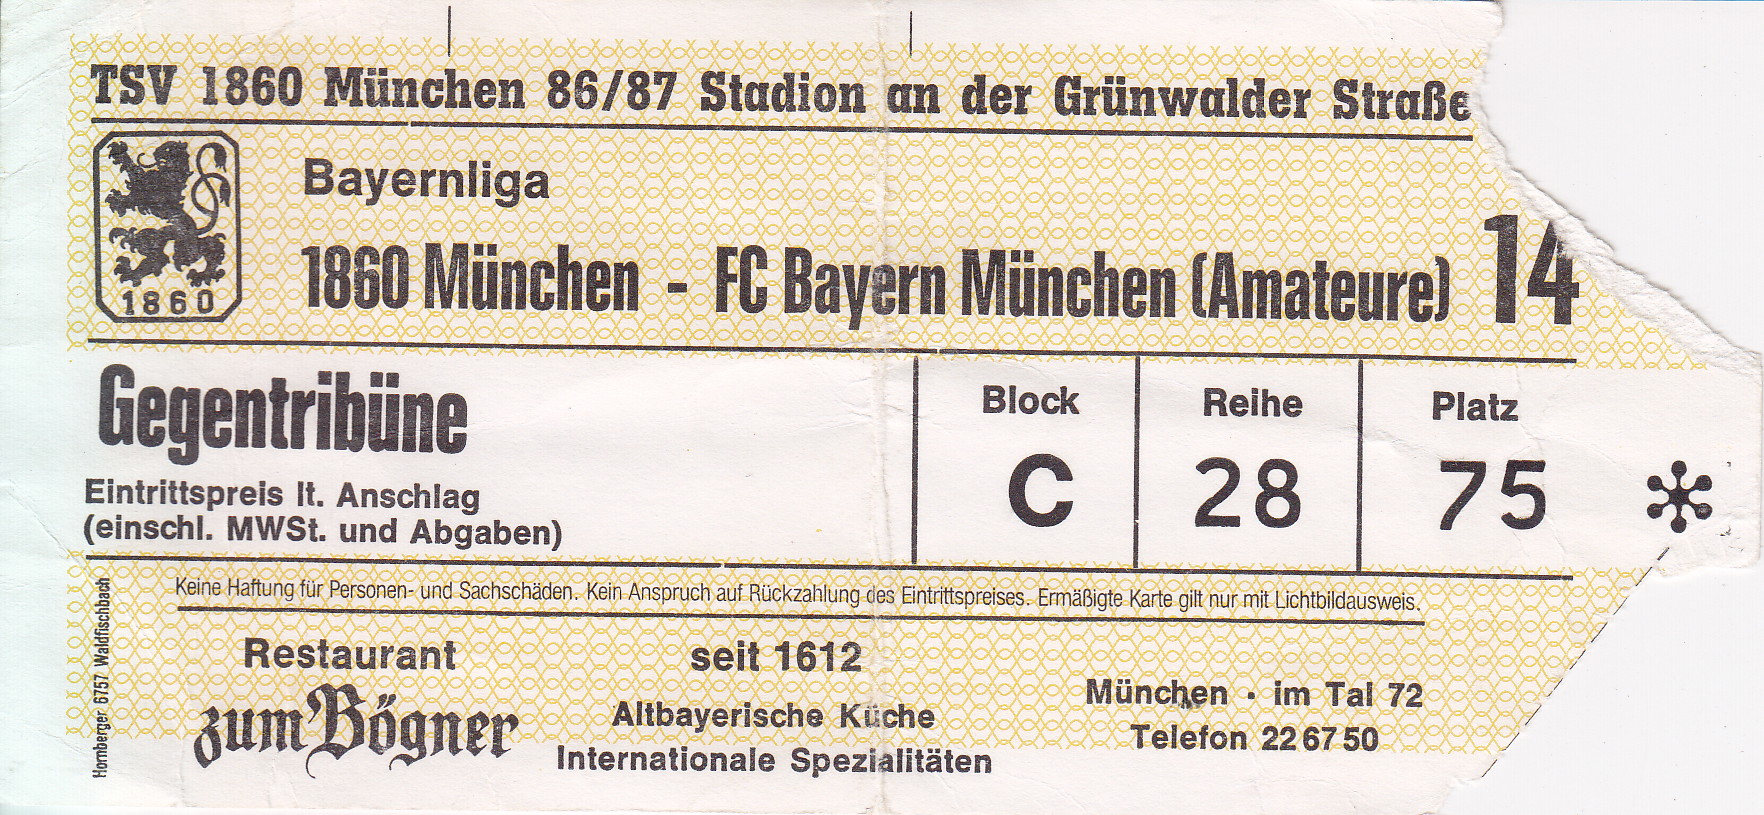 TSV 1860 München 86/87 Stadion an der Grünwalder Straße
1860
Bayernliga
1860 München - FC Bayern München (Amateure) 14
Gegentribüne
Eintrittspreis lt. Anschlag
(einschl. MWSt. und Abgaben)
Block Reihe Platz
C 28 75
Keine Haftung für Personen- und Sachschäden. Kein Anspruch auf Rückzahlung des Eintrittspreises. Ermäßigte Karte gilt nur mit Lichtbildausweis.
Hornberger 6757 Waldfischbach
Restaurant
zum Bögner
seit 1612
Altbayerische Küche
Internationale Spezialitäten
München · im Tal 72
Telefon 22 67 50